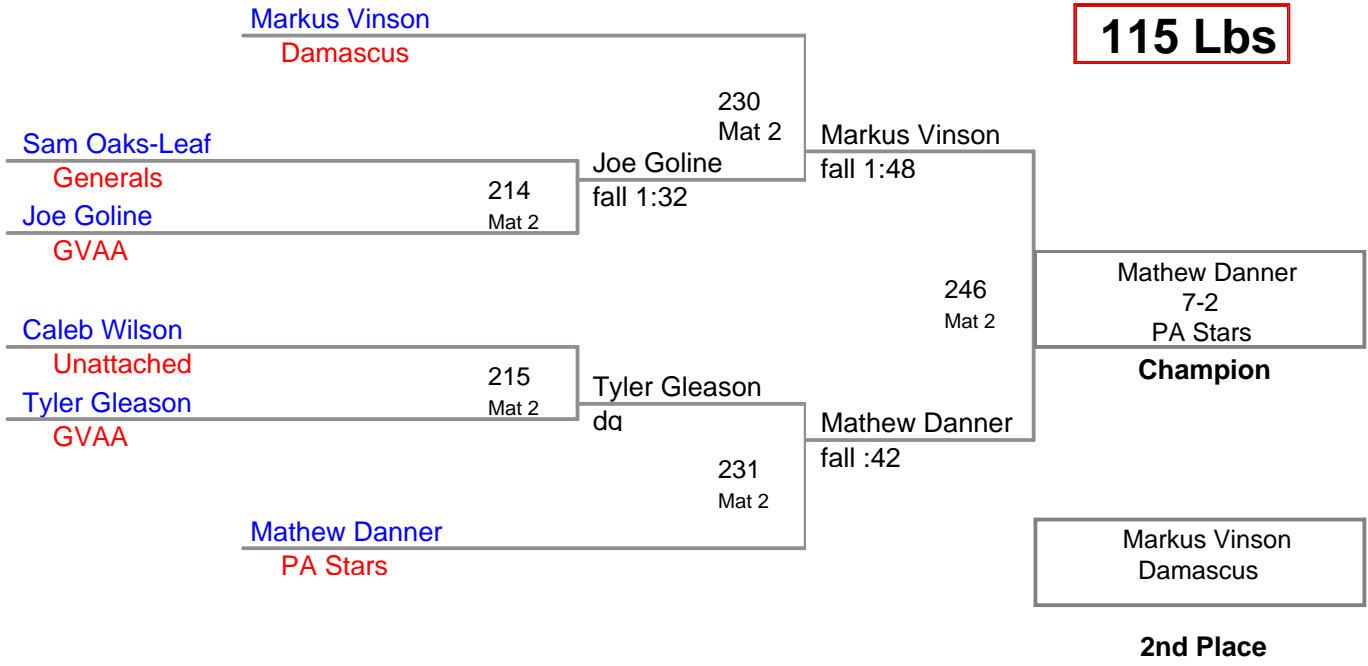 Markus Vinson
Damascus
115 Lbs
230
Mat 2
Sam Oaks-Leaf
Generals
Joe Goline
GVAA
214
Mat 2
Joe Goline
fall 1:32
Markus Vinson
fall 1:48
Caleb Wilson
Unattached
Tyler Gleason
GVAA
215
Mat 2
Tyler Gleason
dq
246
Mat 2
Mathew Danner
7-2
PA Stars
Champion
Mathew Danner
fall :42
231
Mat 2
Mathew Danner
PA Stars
Markus Vinson
Damascus
2nd Place